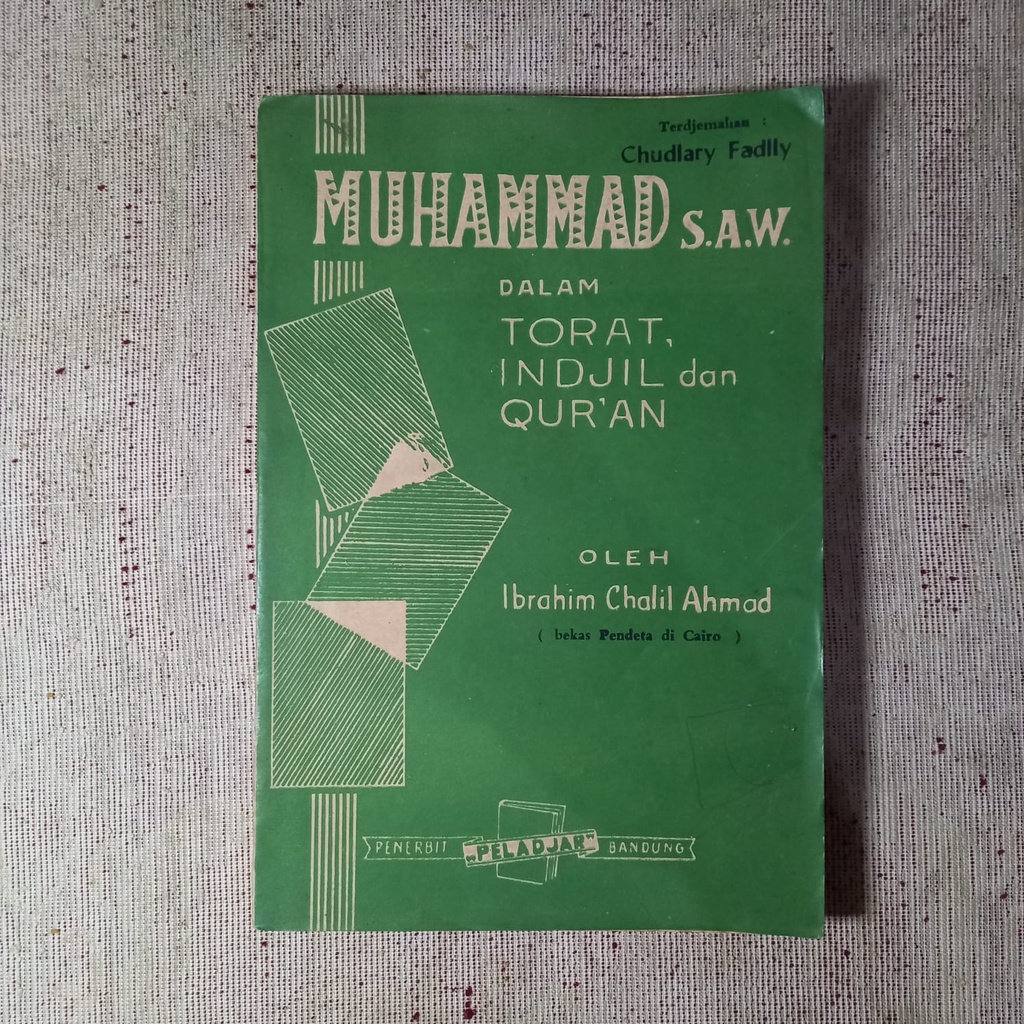 Terdjemahan :
Chudlary Fadlly
MUHAMMAD S.A.W.
DALAM
TORAT,
INDJIL dan
QUR'AN
OLEH
Ibrahim Chalil Ahmad
( bekas Pendeta di Cairo )
PENERBIT „PELADJAR" BANDUNG